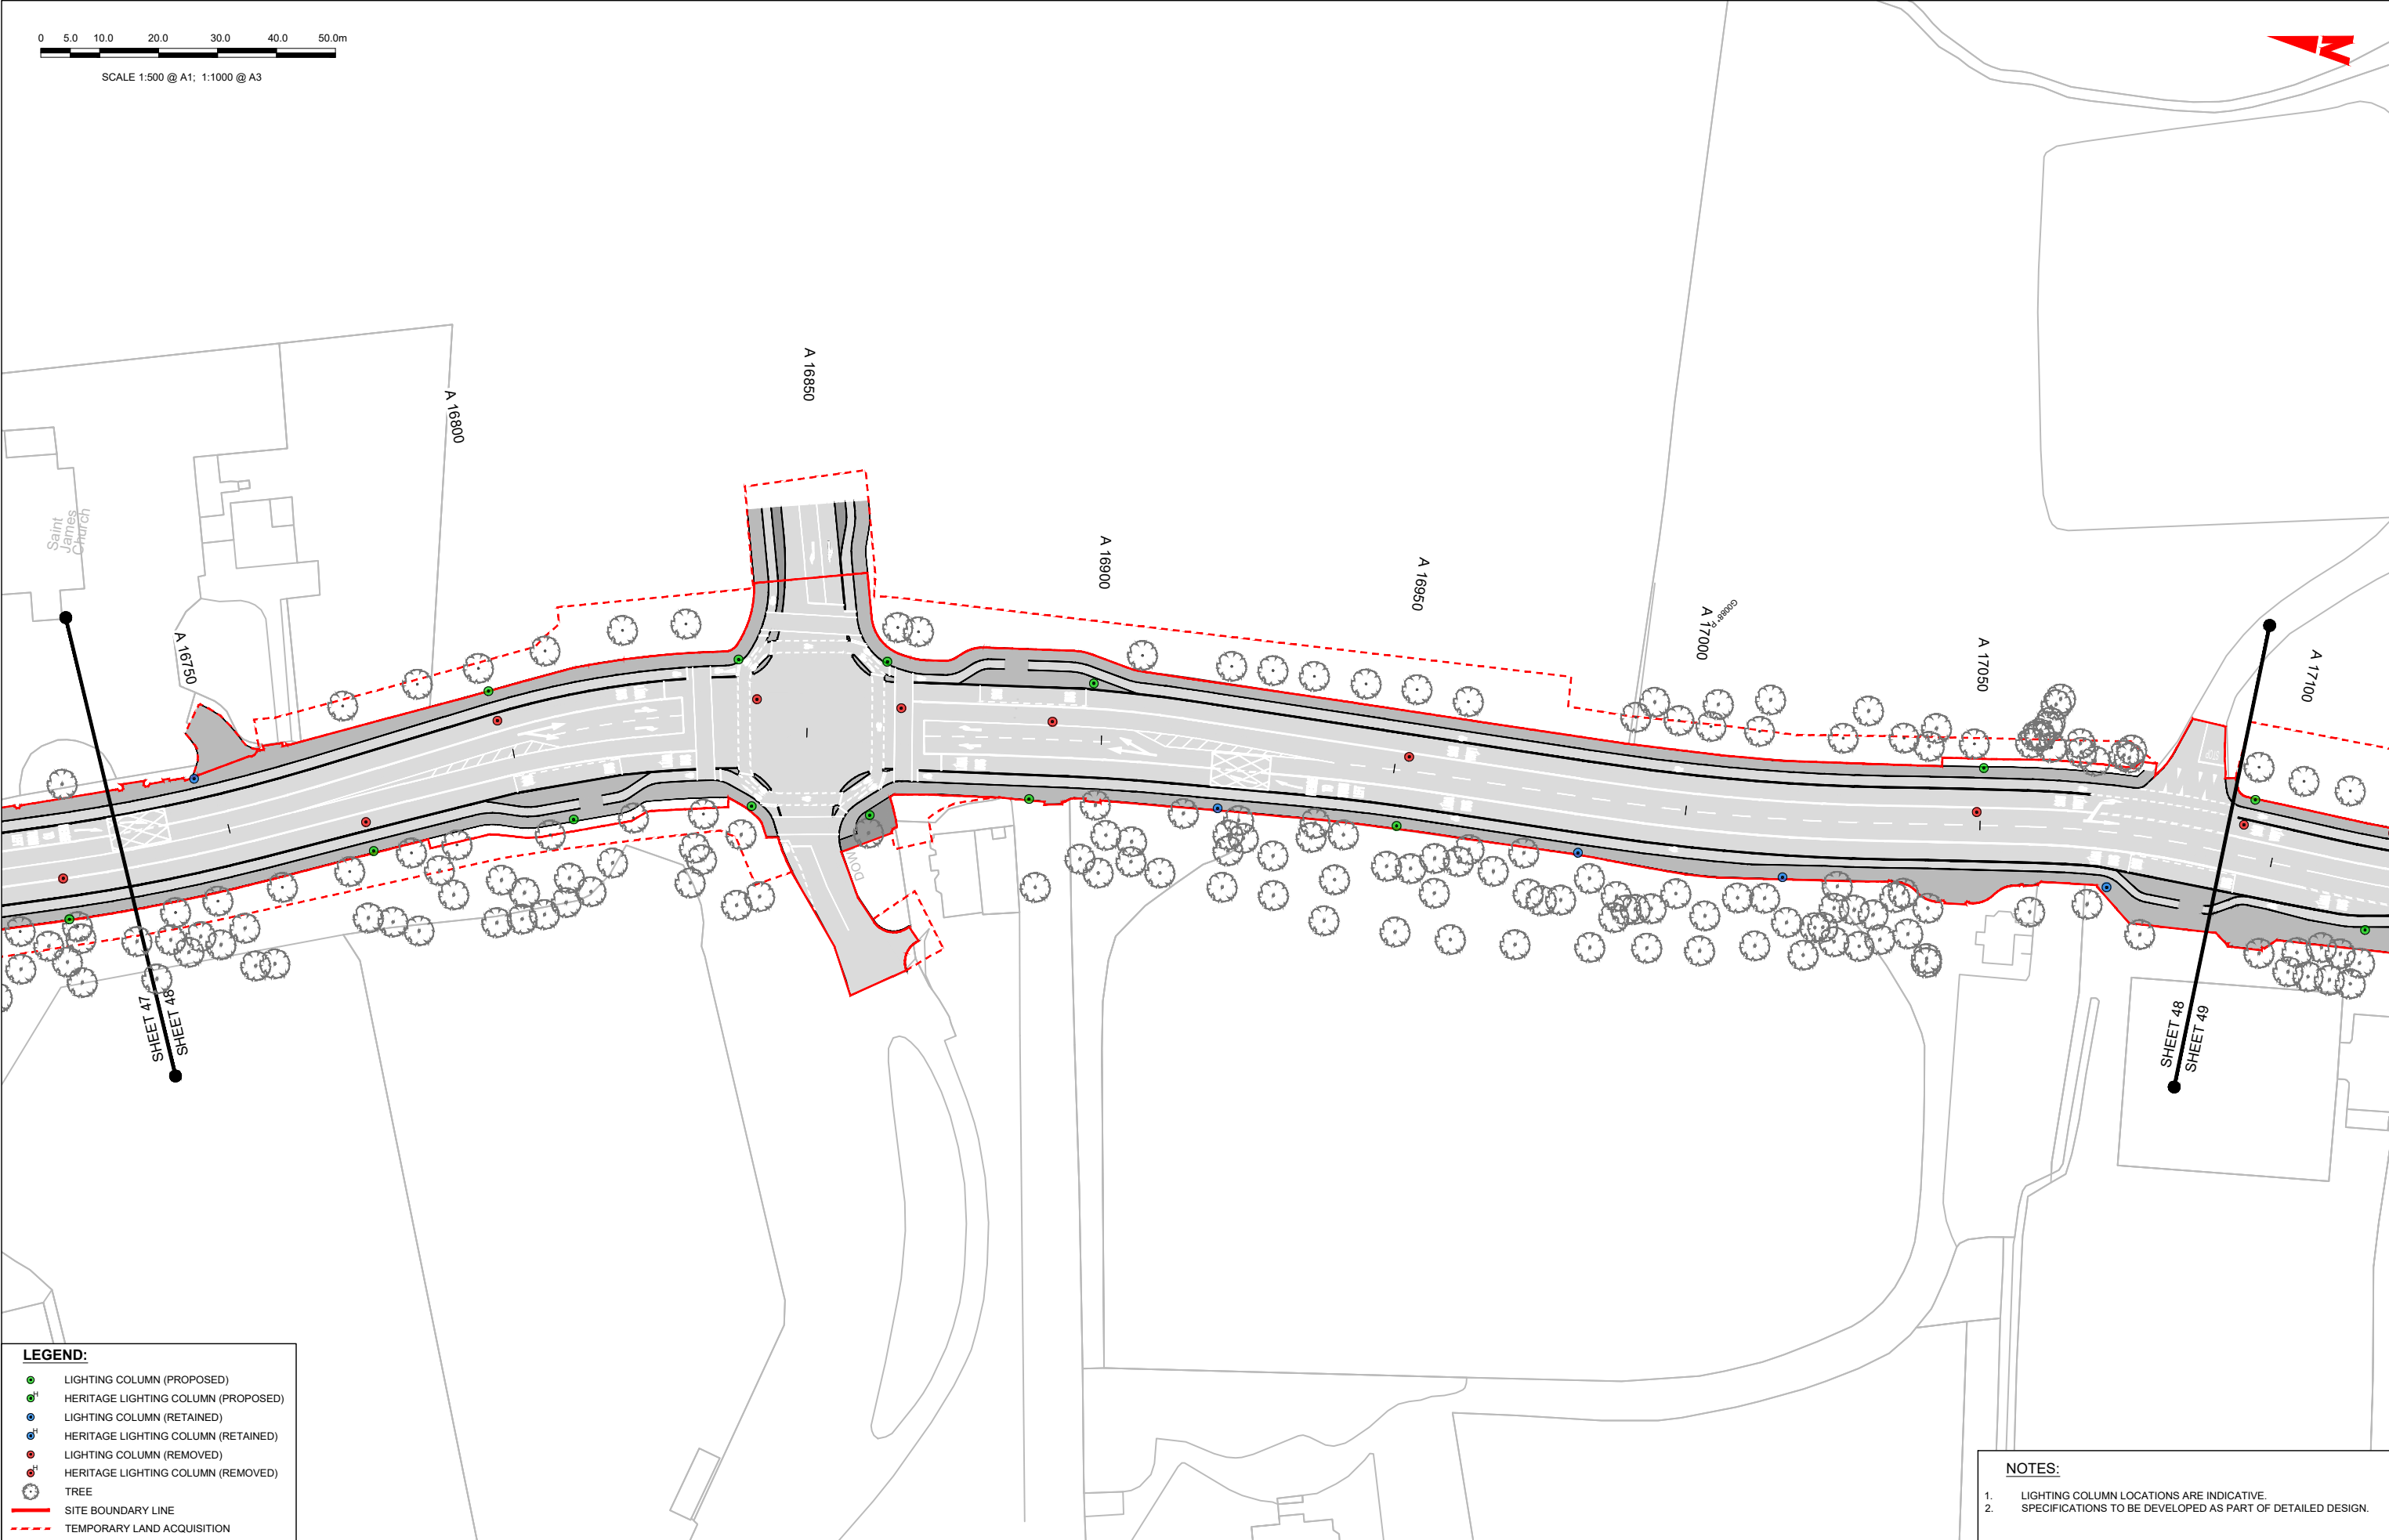 0 5.0 10.0 20.0 30.0 40.0 50.0m
SCALE 1:500 @ A1; 1:1000 @ A3
N
A 16750
A 16800
A 16850
A 16900
A 16950
A 17000
A 17050
A 17100
Saint
James
Church
SHEET 47
SHEET 48
SHEET 48
SHEET 49
LEGEND:
LIGHTING COLUMN (PROPOSED)
H HERITAGE LIGHTING COLUMN (PROPOSED)
LIGHTING COLUMN (RETAINED)
H HERITAGE LIGHTING COLUMN (RETAINED)
LIGHTING COLUMN (REMOVED)
H HERITAGE LIGHTING COLUMN (REMOVED)
TREE
SITE BOUNDARY LINE
TEMPORARY LAND ACQUISITION
NOTES:
1. LIGHTING COLUMN LOCATIONS ARE INDICATIVE.
2. SPECIFICATIONS TO BE DEVELOPED AS PART OF DETAILED DESIGN.